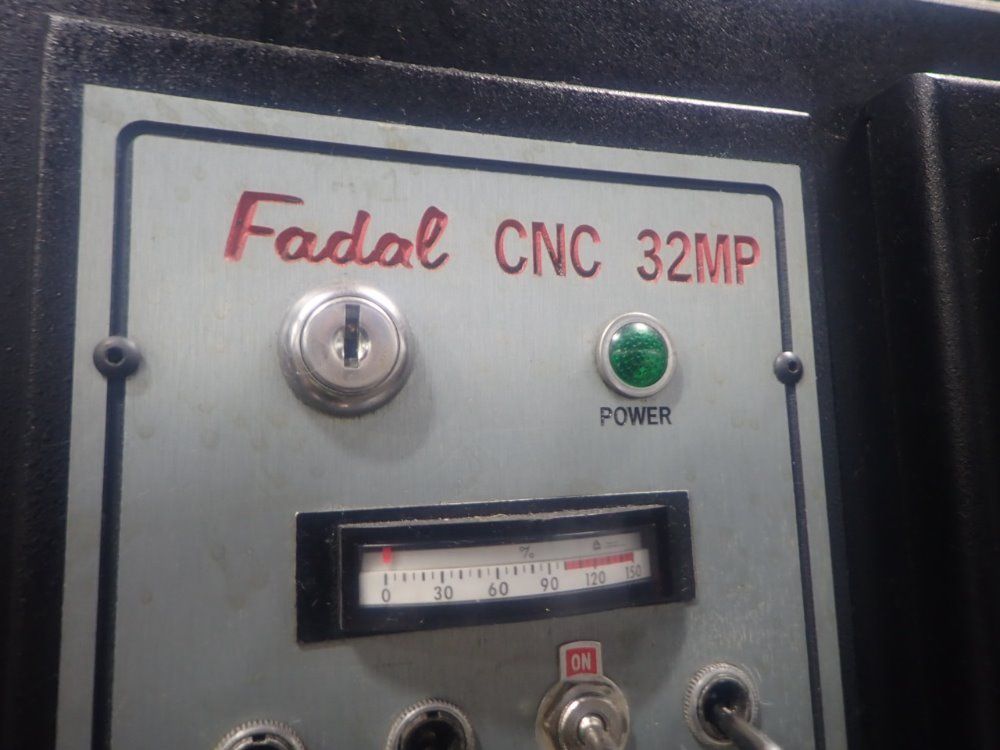 Fadal CNC 32MP
POWER
%
0 30 60 90 120 150
ON